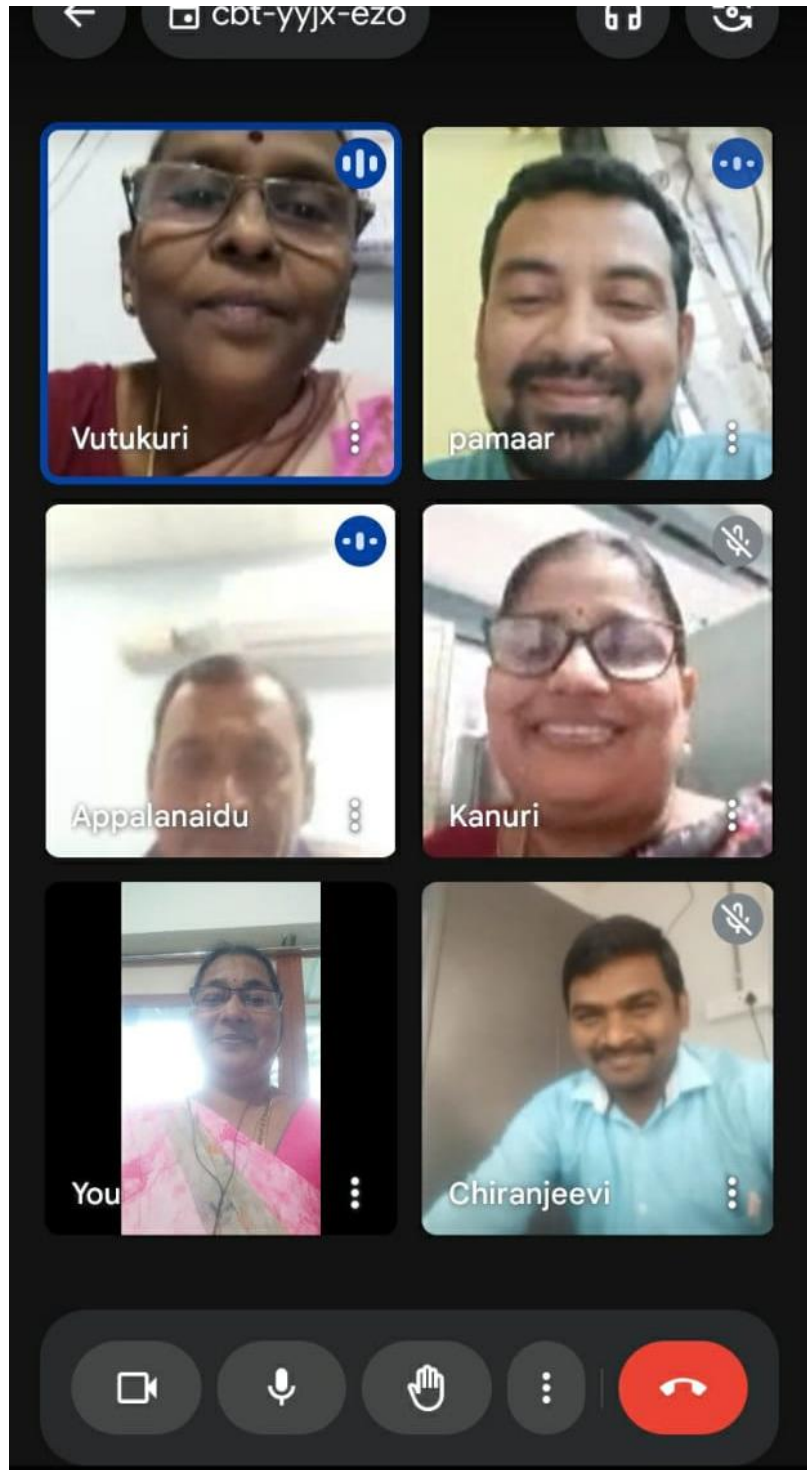 cbt-yyjx-ezo
Vutukuri
pamaar
Appalanaidu
Kanuri
You
Chiranjeevi